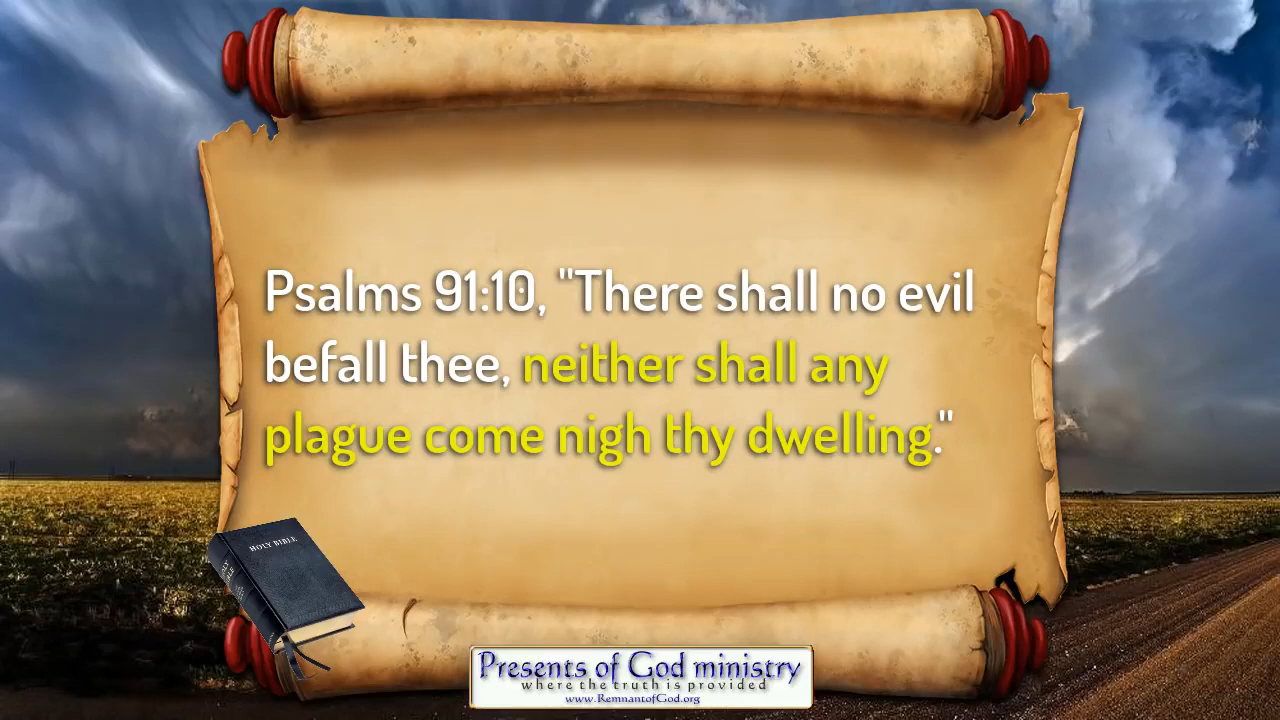 Psalms 91:10, "There shall no evil
befall thee, neither shall any
plague come nigh thy dwelling."
HOLY BIBLE
Presents of God ministry
where the truth is provided
www.RemnantofGod.org